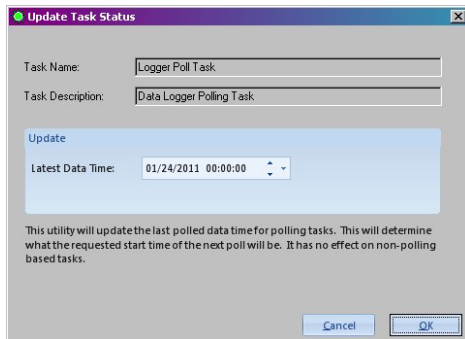 Update Task Status
Task Name: Logger Poll Task
Task Description: Data Logger Polling Task
Update
Latest Data Time: 01/24/2011 00:00:00
This utility will update the last polled data time for polling tasks. This will determine
what the requested start time of the next poll will be. It has no effect on non-polling
based tasks.
Cancel OK